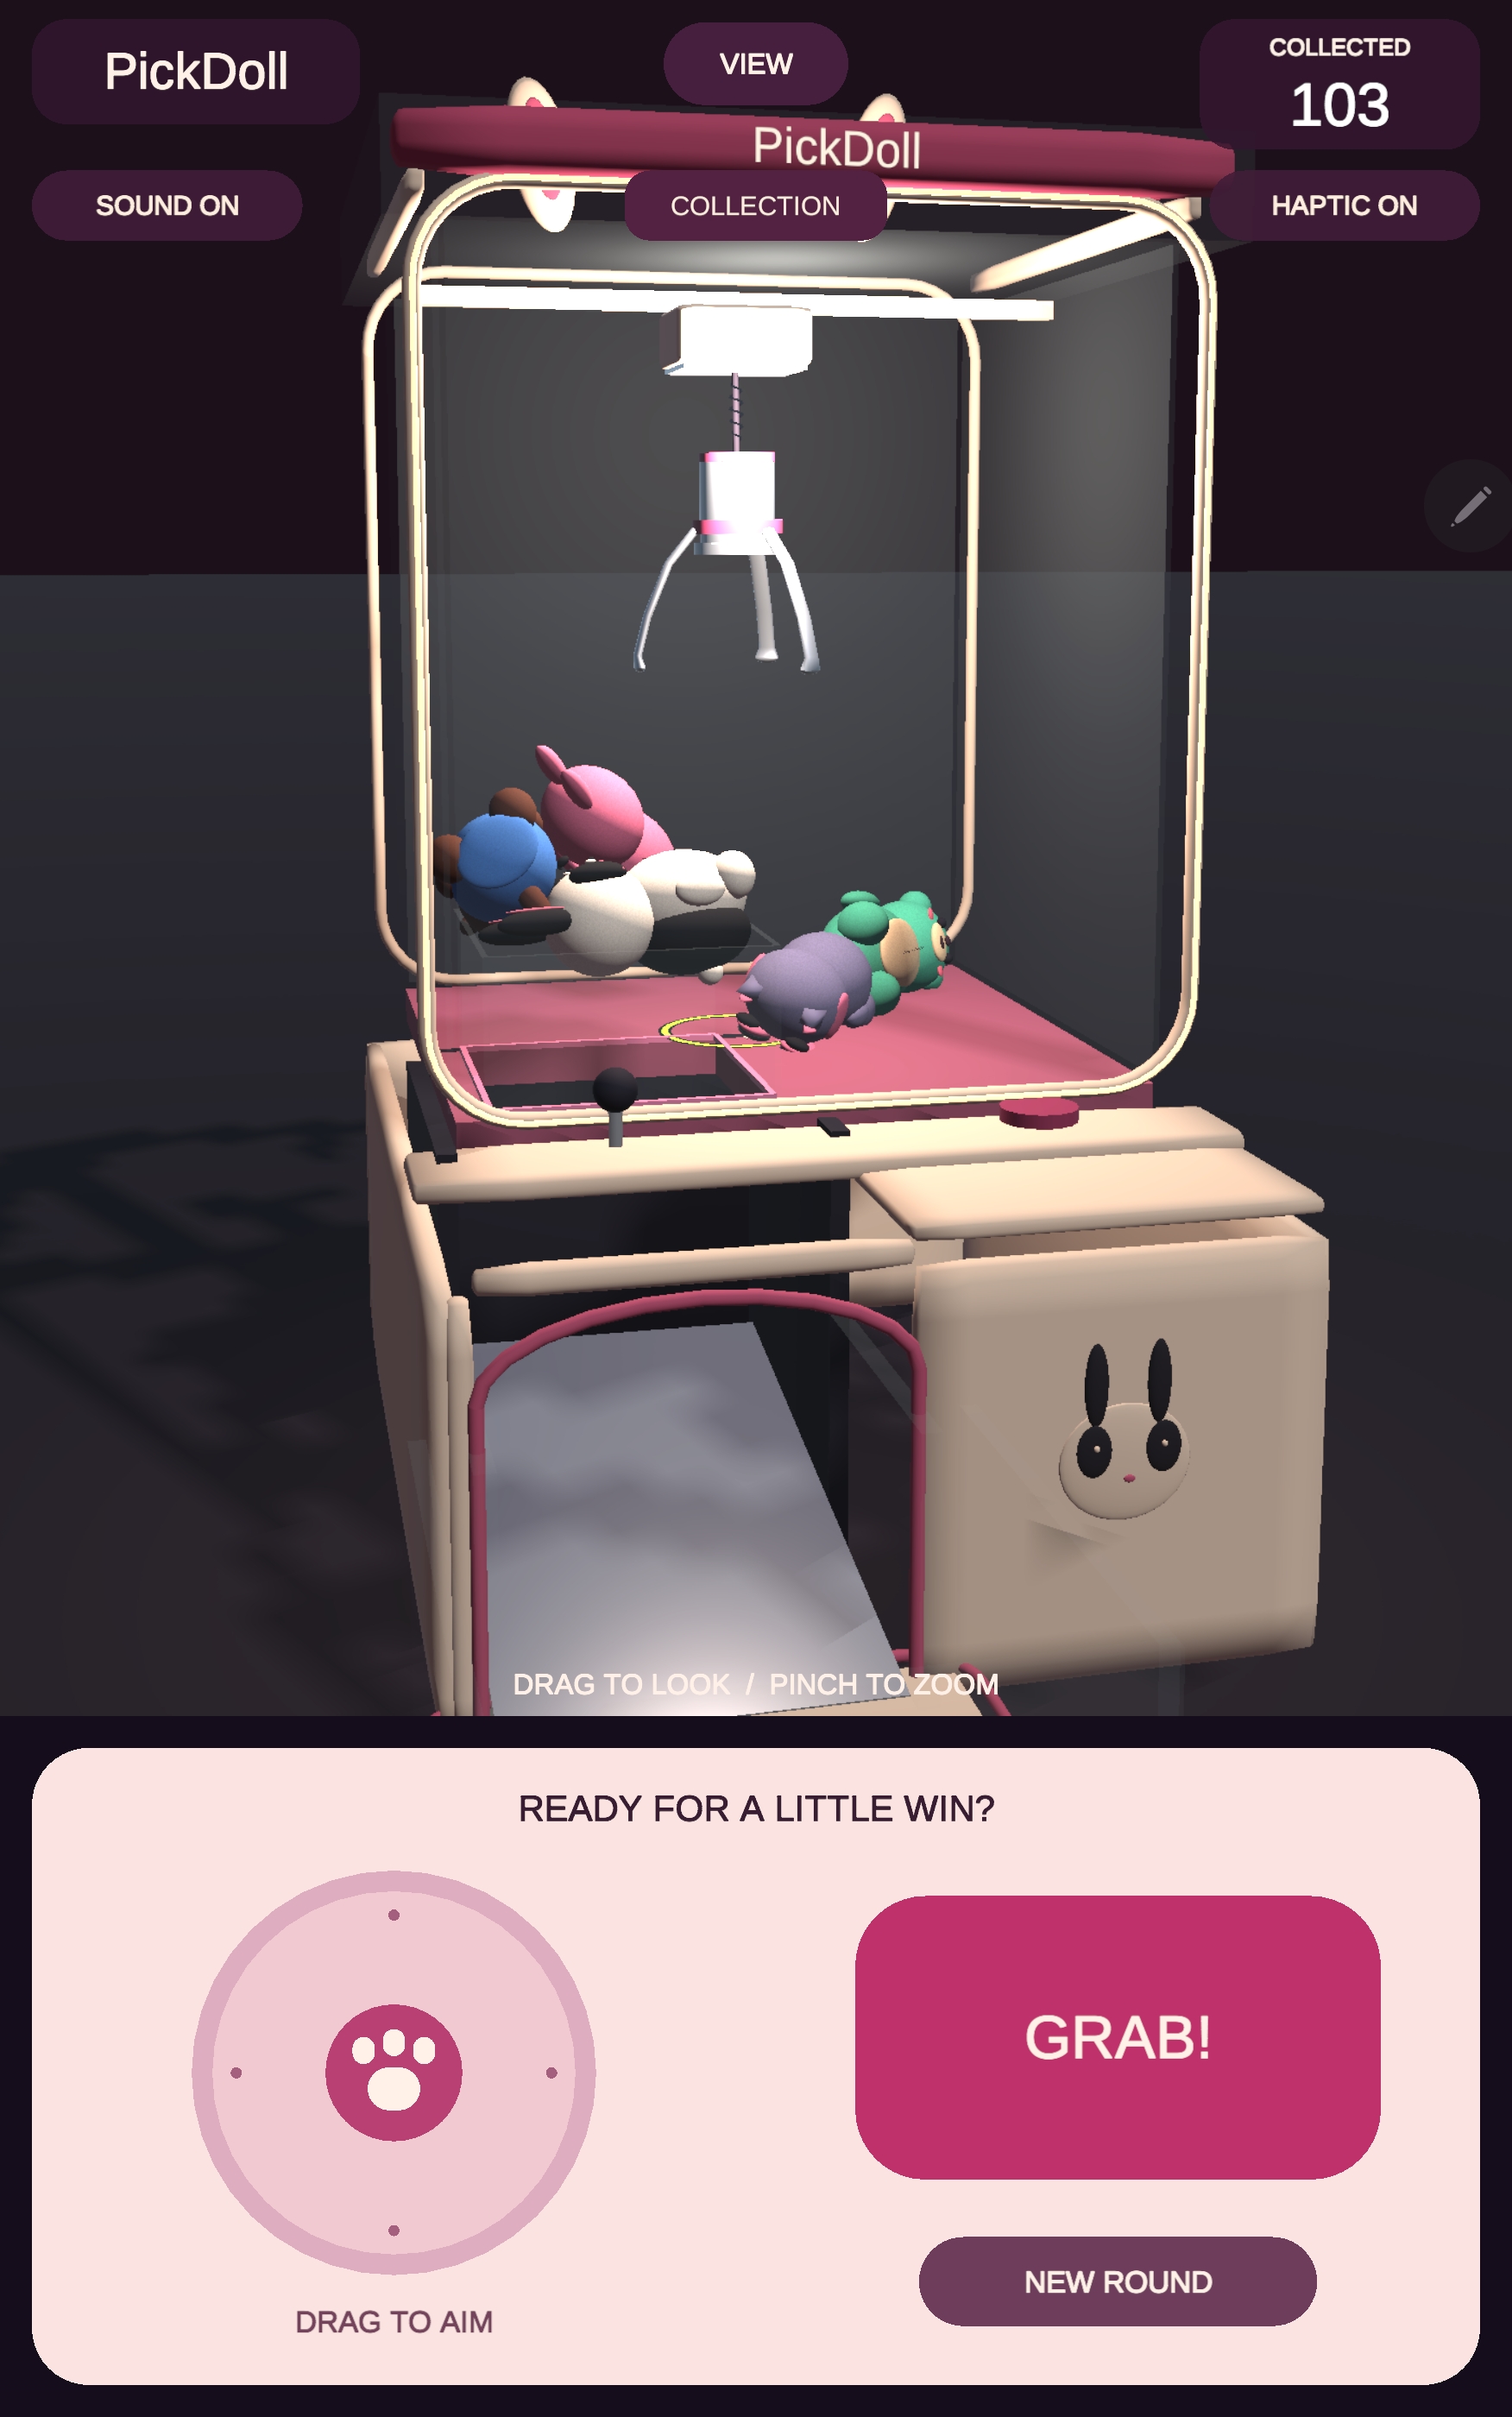 PickDoll
VIEW
COLLECTED
103
PickDoll
SOUND ON
COLLECTION
HAPTIC ON
DRAG TO LOOK / PINCH TO ZOOM
READY FOR A LITTLE WIN?
GRAB!
NEW ROUND
DRAG TO AIM